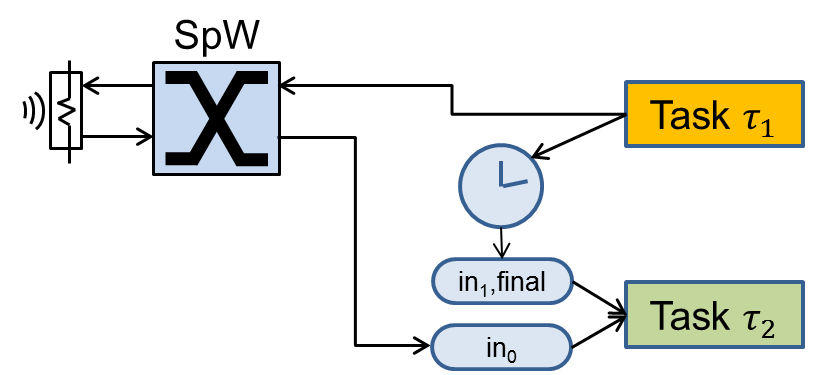 SpW
Task τ₁
in₁,final
Task τ₂
in₀